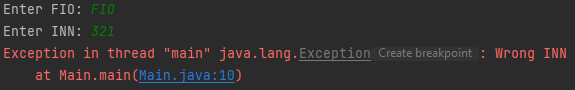 Enter FIO: FIO
Enter INN: 321
Exception in thread "main" java.lang.Exception Create breakpoint : Wrong INN
    at Main.main(Main.java:10)